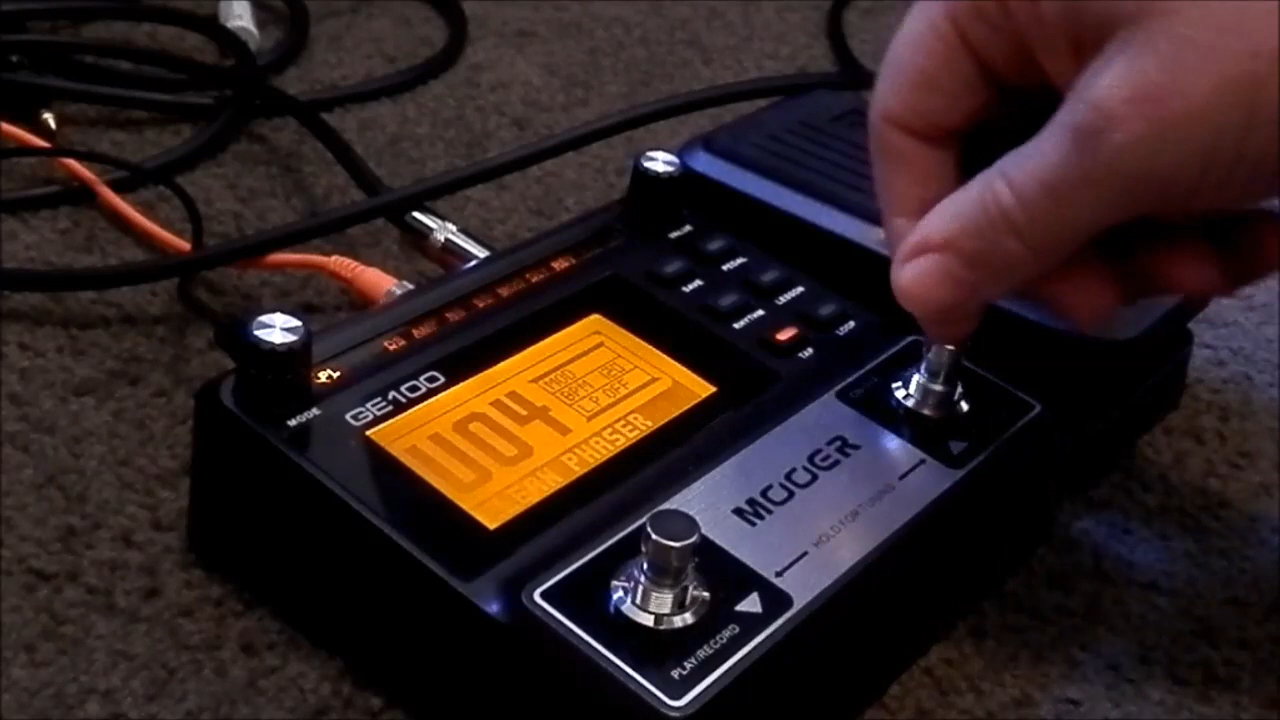 VALUE
PEDAL
SAVE
LESSON
RHYTHM
LOOP
TAP
PL
MODE
GE100
U04
MOD
BPM 120
L.P OFF
PHASER
MOOER
HOLD FOR TUNING
PLAY/RECORD